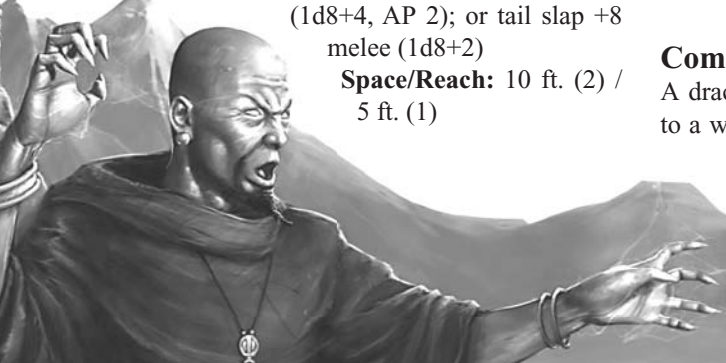 (1d8+4, AP 2); or tail slap +8
melee (1d8+2)
Space/Reach: 10 ft. (2) /
5 ft. (1)
Com
A drac
to a w